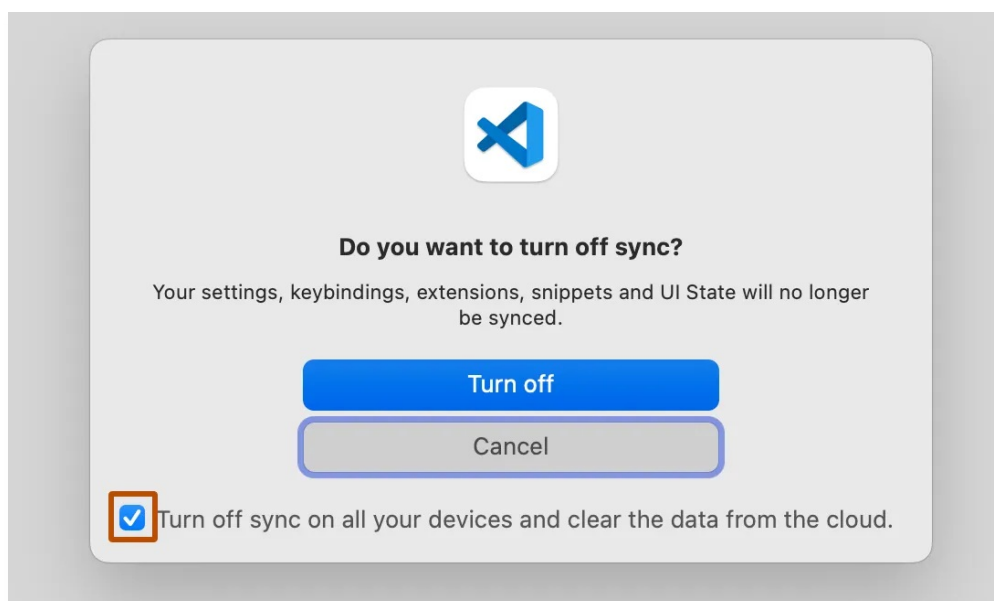 Do you want to turn off sync?
Your settings, keybindings, extensions, snippets and UI State will no longer
be synced.
Turn off
Cancel
Turn off sync on all your devices and clear the data from the cloud.